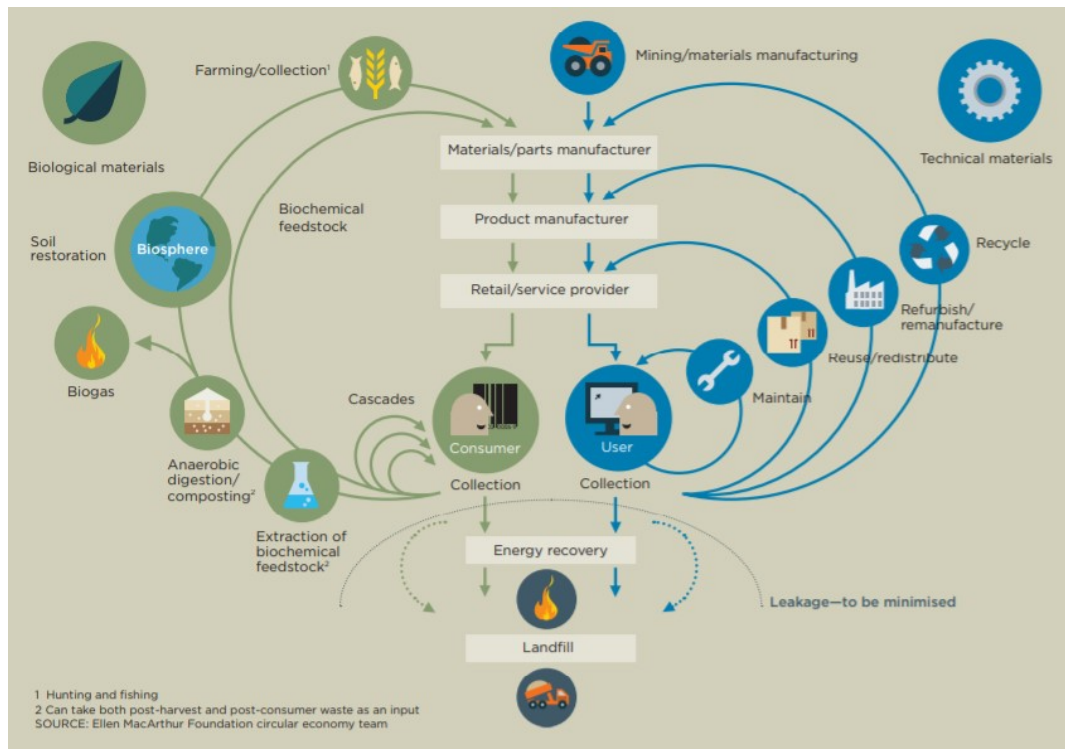 Farming/collection¹
Mining/materials manufacturing
Biological materials
Technical materials
Materials/parts manufacturer
Biochemical
feedstock
Product manufacturer
Soil
restoration
Biosphere
Recycle
Retail/service provider
Refurbish/
remanufacture
Reuse/redistribute
Biogas
Cascades
Maintain
Consumer
User
Anaerobic
digestion/
composting²
Collection
Collection
Extraction of
biochemical
feedstock²
Energy recovery
Leakage—to be minimised
Landfill
1 Hunting and fishing
2 Can take both post-harvest and post-consumer waste as an input
SOURCE: Ellen MacArthur Foundation circular economy team